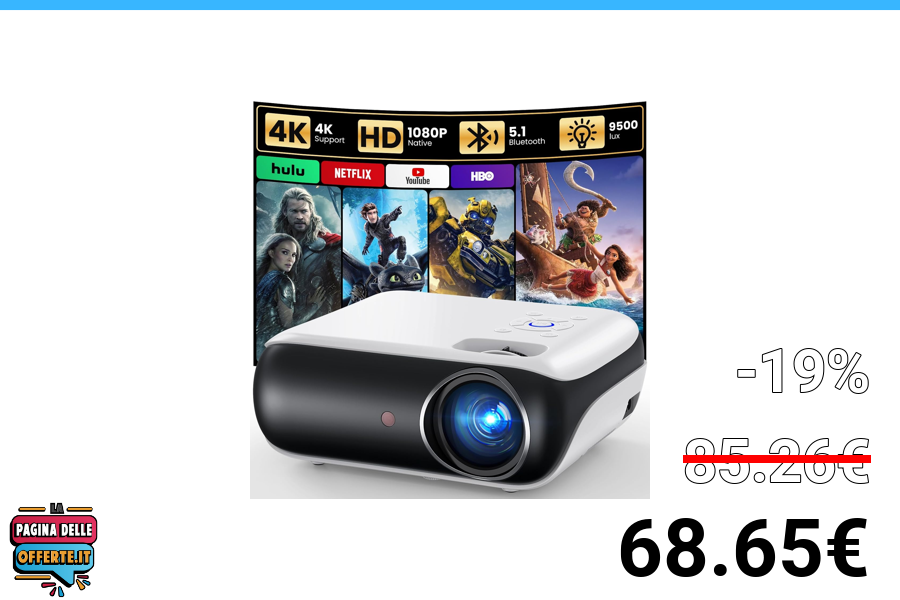 4K 4K Support HD 1080P Native 5.1 Bluetooth 9500 lux
hulu NETFLIX YouTube HBO
-19%
85.26€
68.65€
LA
PAGINA DELLE
OFFERTE.IT